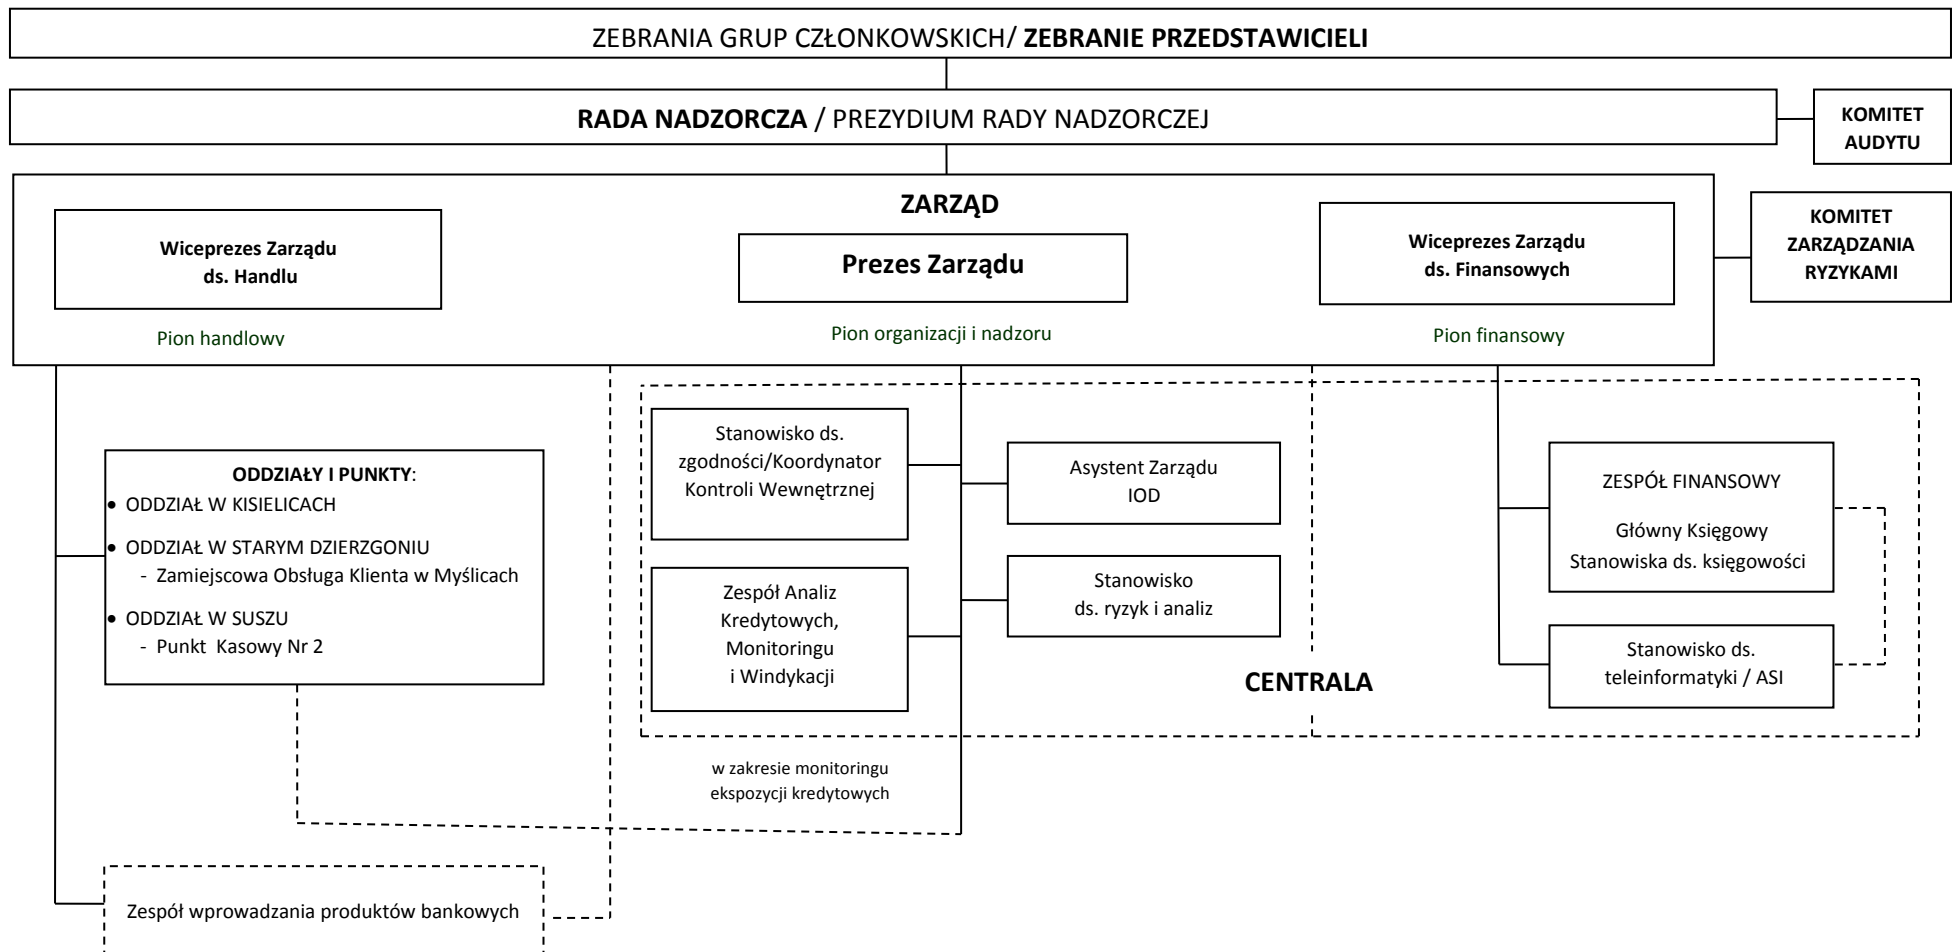 ZEBRANIA GRUP CZŁONKOWSKICH/ ZEBRANIE PRZEDSTAWICIELI
RADA NADZORCZA / PREZYDIUM RADY NADZORCZEJ
KOMITET
AUDYTU
ZARZĄD
Wiceprezes Zarządu
ds. Handlu
Pion handlowy
Prezes Zarządu
Pion organizacji i nadzoru
Wiceprezes Zarządu
ds. Finansowych
Pion finansowy
KOMITET
ZARZĄDZANIA
RYZYKAMI
ODDZIAŁY I PUNKTY:
• ODDZIAŁ W KISIELICACH
• ODDZIAŁ W STARYM DZIERZGONIU
- Zamiejscowa Obsługa Klienta w Myślicach
• ODDZIAŁ W SUSZU
- Punkt Kasowy Nr 2
Stanowisko ds.
zgodności/Koordynator
Kontroli Wewnętrznej
Asystent Zarządu
IOD
Zespół Analiz
Kredytowych,
Monitoringu
i Windykacji
Stanowisko
ds. ryzyk i analiz
ZESPÓŁ FINANSOWY
Główny Księgowy
Stanowiska ds. księgowości
Stanowisko ds.
teleinformatyki / ASI
CENTRALA
w zakresie monitoringu
ekspozycji kredytowych
Zespół wprowadzania produktów bankowych